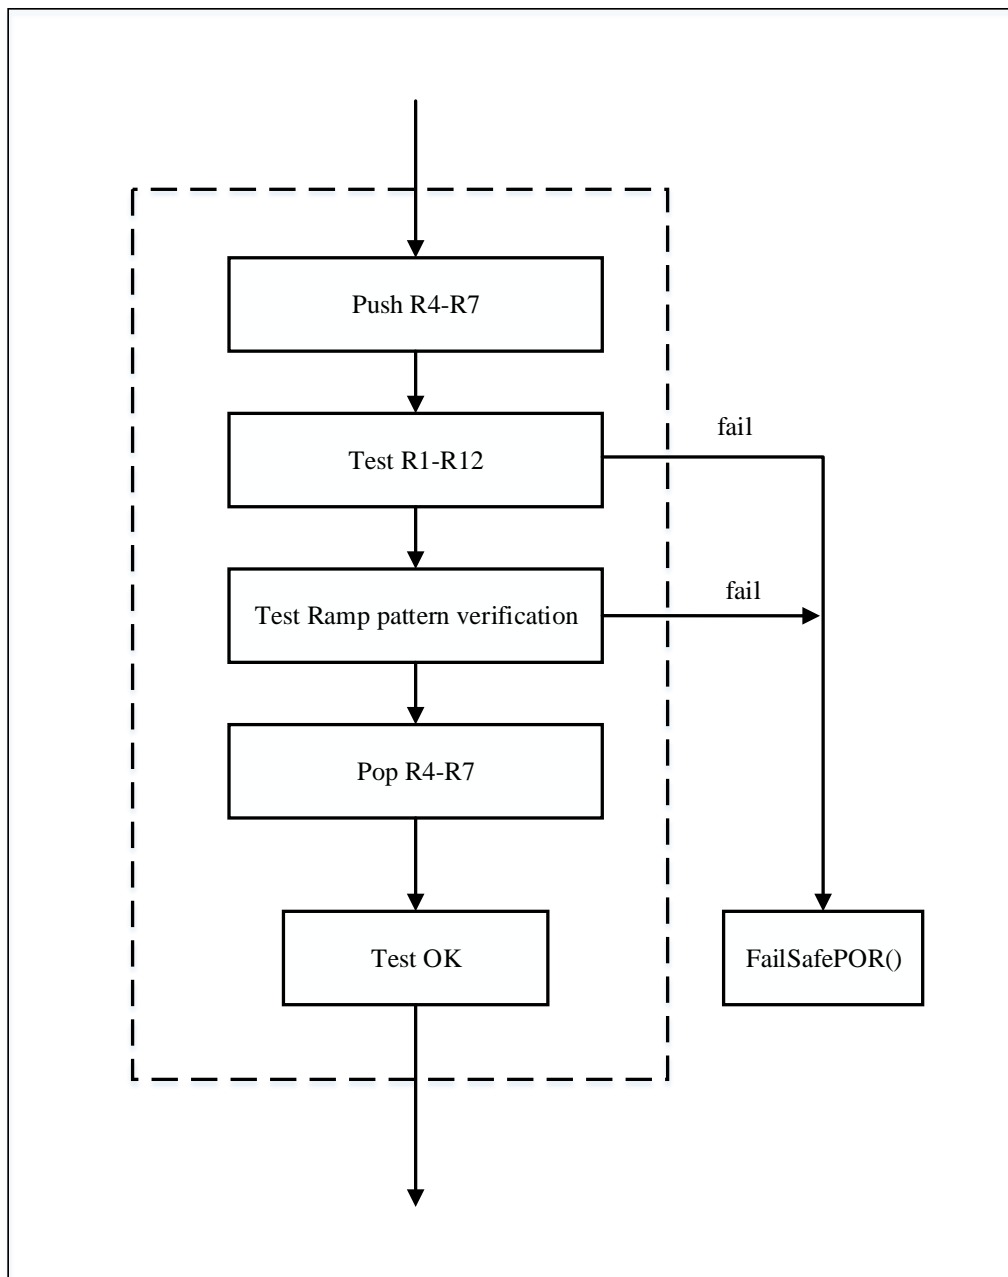 Push R4-R7
Test R1-R12
fail
Test Ramp pattern verification
fail
Pop R4-R7
Test OK
FailSafePOR()